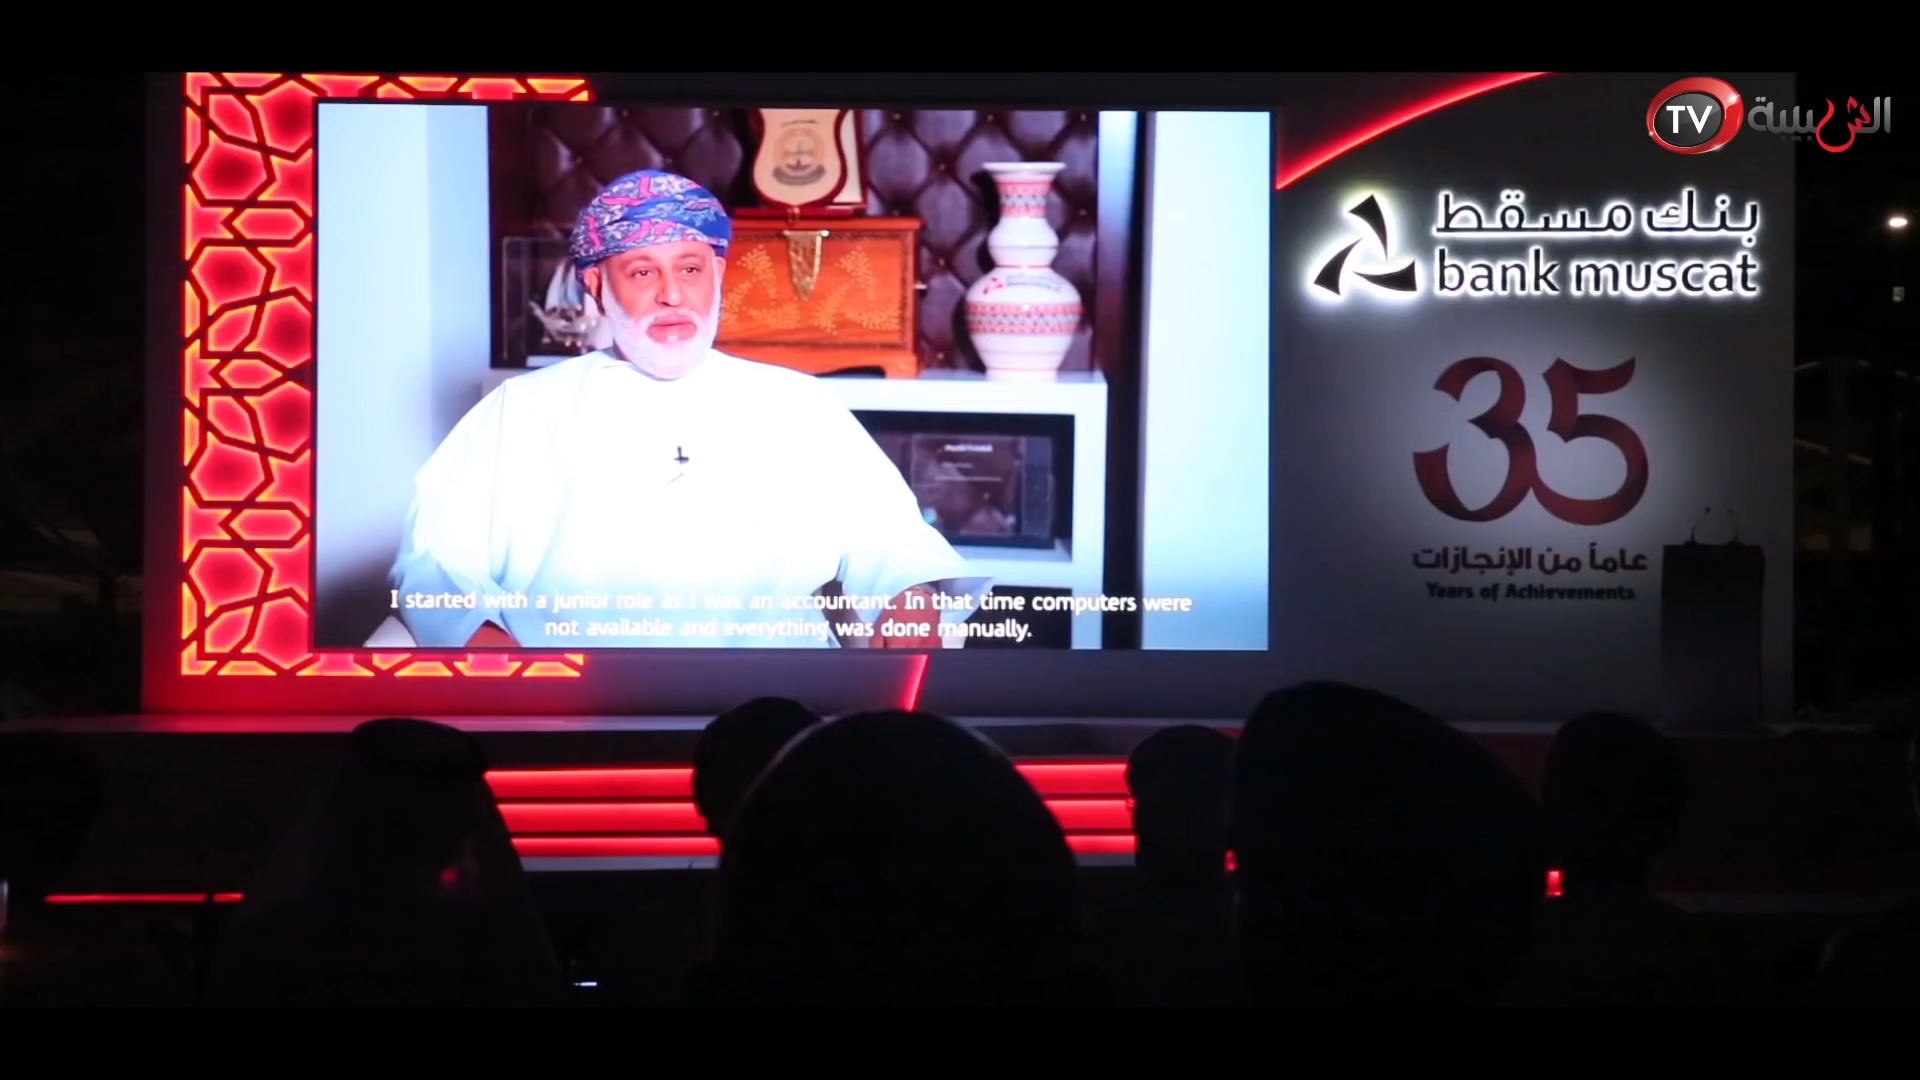 TV الشبيبة
بنك مسقط
bank muscat
35
عاماً من الإنجازات
Years of Achievements
I started with a junior role as I was an accountant. In that time computers were
not available and everything was done manually.